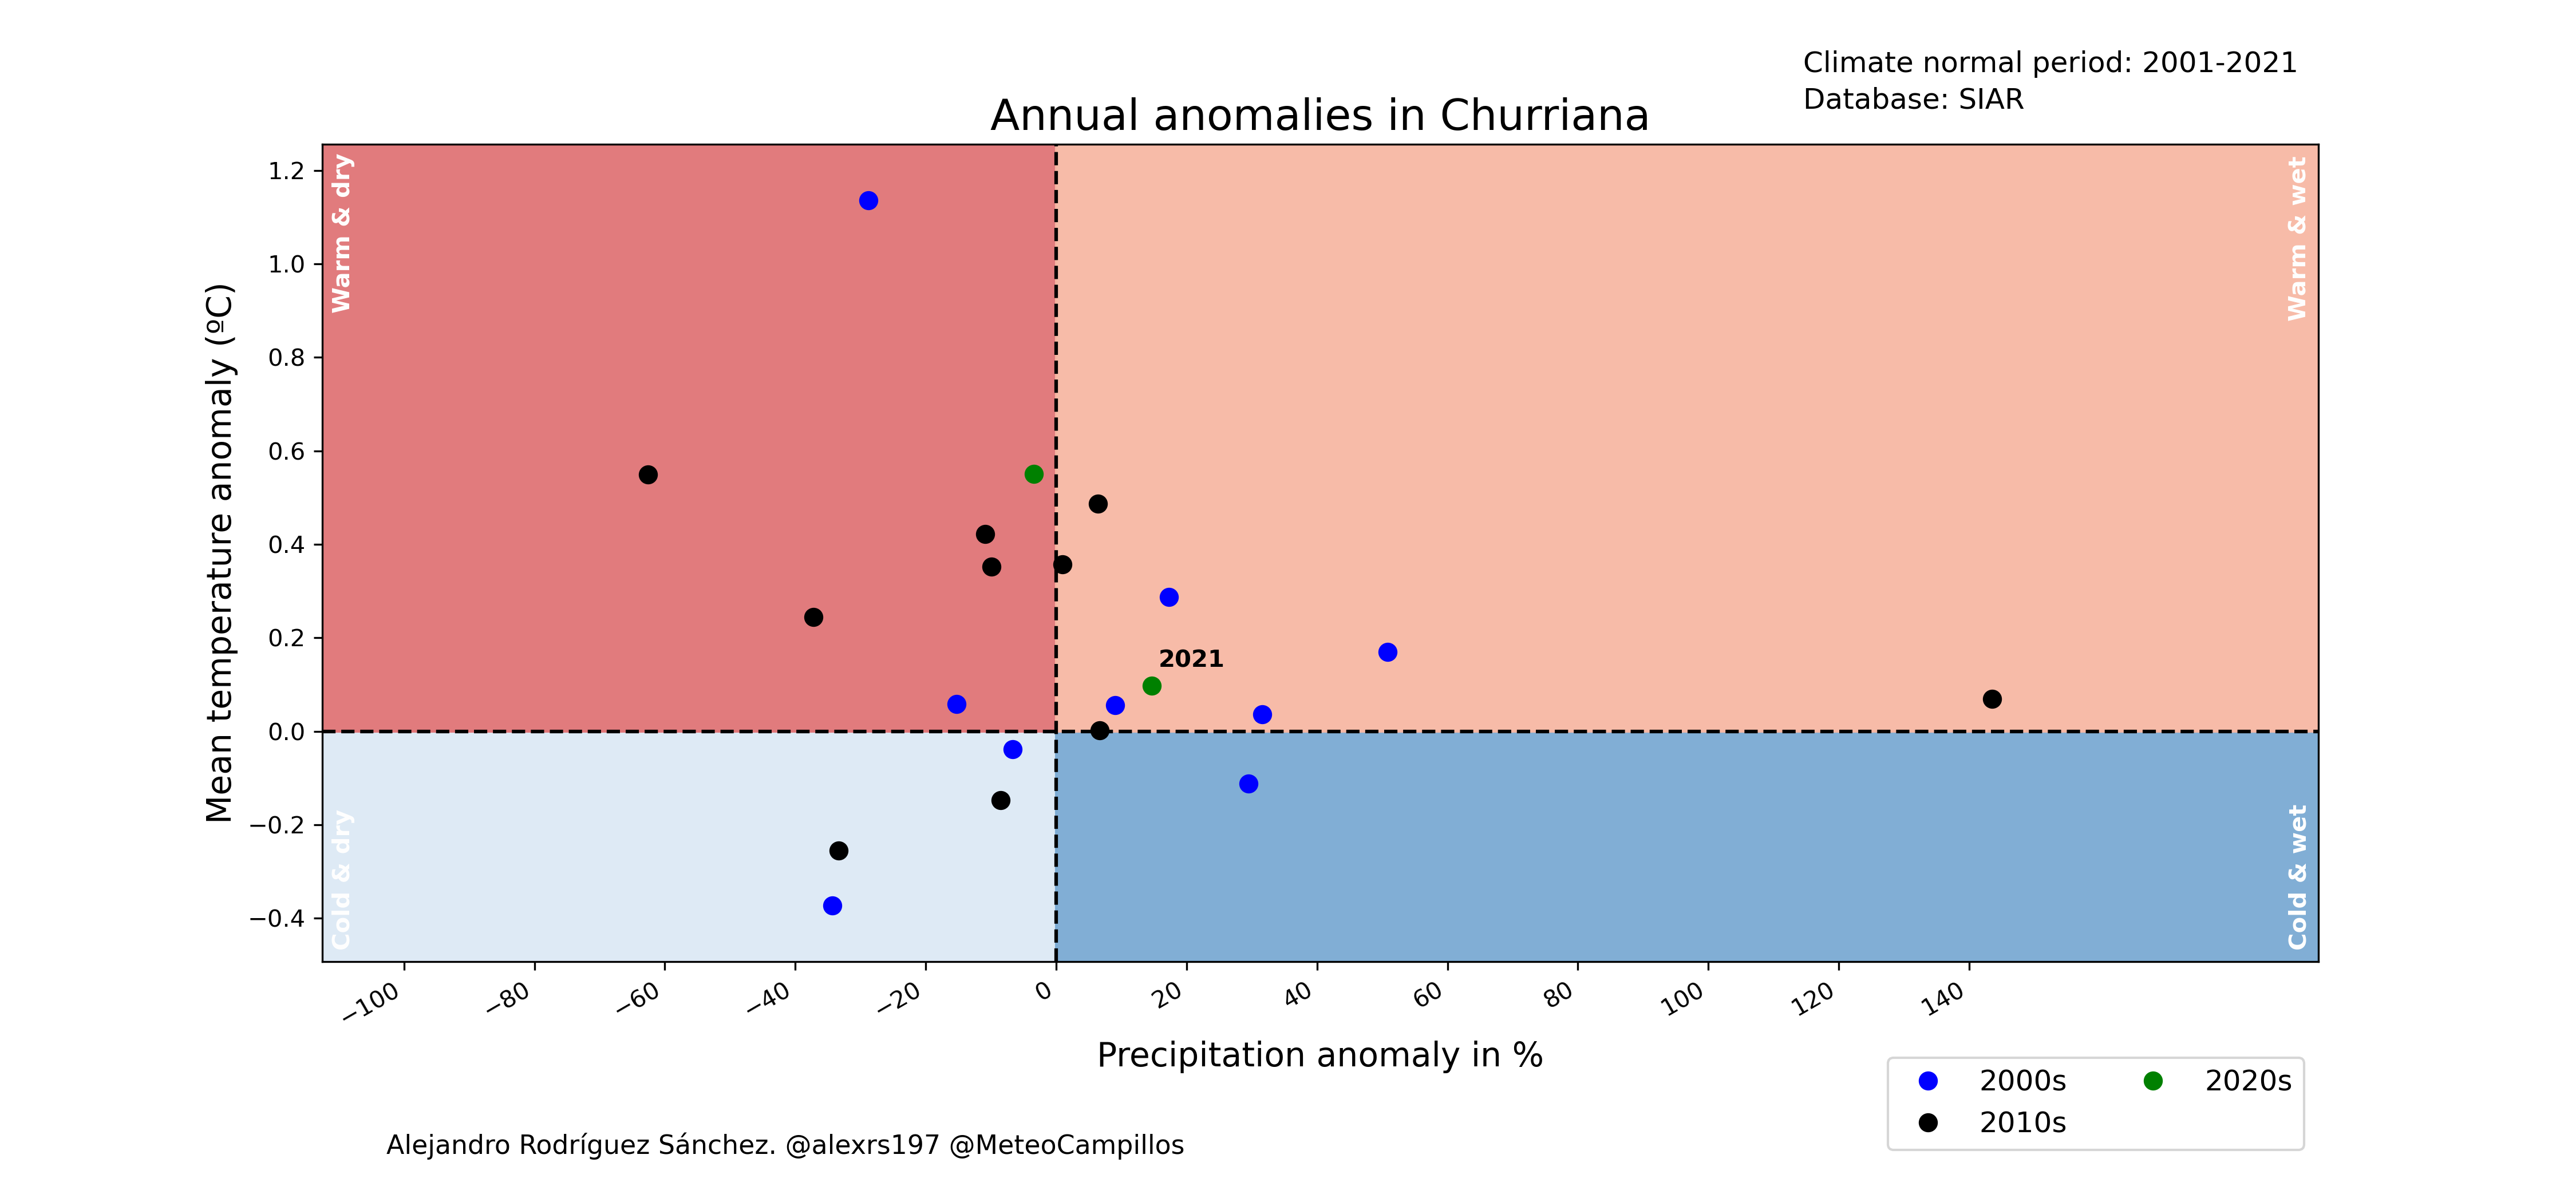 Climate normal period: 2001-2021
Database: SIAR
Annual anomalies in Churriana
Warm & dry
Warm & wet
Cold & dry
Cold & wet
Mean temperature anomaly (ºC)
1.2
1.0
0.8
0.6
0.4
0.2
0.0
−0.2
−0.4
2021
−100
−80
−60
−40
−20
0
20
40
60
80
100
120
140
Precipitation anomaly in %
2000s
2010s
2020s
Alejandro Rodríguez Sánchez. @alexrs197 @MeteoCampillos